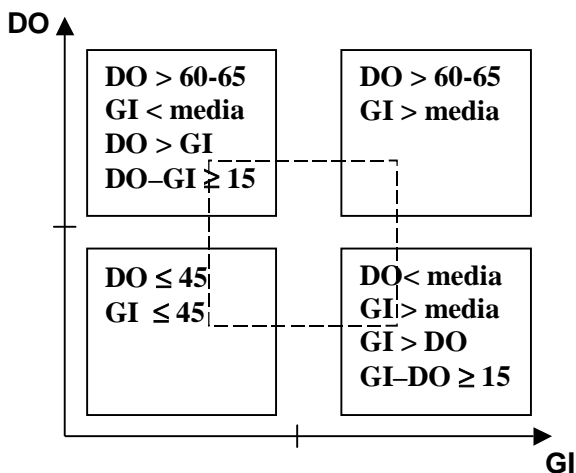 DO
DO > 60-65
GI < media
DO > GI
DO–GI ≥ 15
DO > 60-65
GI > media
DO ≤ 45
GI ≤ 45
DO< media
GI > media
GI > DO
GI–DO ≥ 15
GI